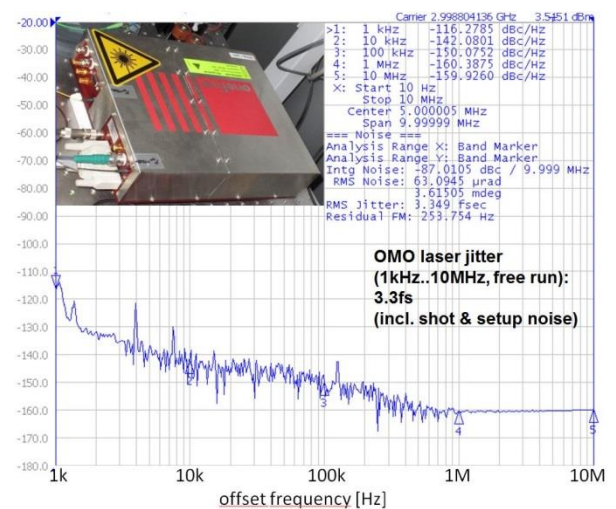 Carrier 2.998804136 GHz 3.5451 dBm
>1: 1 kHz -116.2785 dBc/Hz
2: 10 kHz -142.0801 dBc/Hz
3: 100 kHz -150.0752 dBc/Hz
4: 1 MHz -160.3875 dBc/Hz
5: 10 MHz -159.9260 dBc/Hz
X: Start 10 Hz
Stop 10 MHz
Center 5.000005 MHz
Span 9.99999 MHz
=== Noise ===
Analysis Range X: Band Marker
Analysis Range Y: Band Marker
Intg Noise: -87.0105 dBc / 9.999 MHz
RMS Noise: 63.0945 µrad
3.61505 mdeg
RMS Jitter: 3.349 fsec
Residual FM: 253.754 Hz
OMO laser jitter
(1kHz..10MHz, free run):
3.3fs
(incl. shot & setup noise)
-20.00
-30.00
-40.00
-50.00
-60.00
-70.00
-80.00
-90.00
-100.0
-110.0
-120.0
-130.0
-140.0
-150.0
-160.0
-170.0
-180.0
2
3
4
5
1k 10k 100k 1M 10M
offset frequency [Hz]